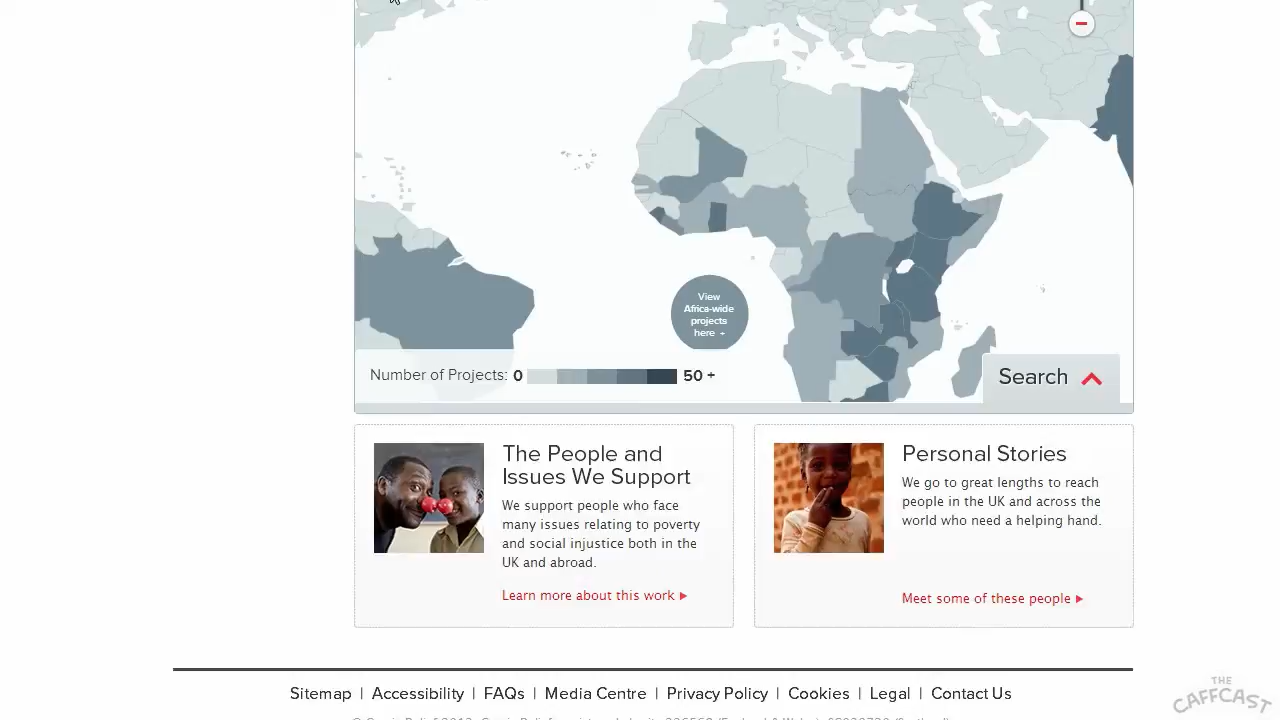 View
Africa-wide
projects
here +
Number of Projects: 0 50 +
Search
The People and
Issues We Support
We support people who face
many issues relating to poverty
and social injustice both in the
UK and abroad.
Learn more about this work
Personal Stories
We go to great lengths to reach
people in the UK and across the
world who need a helping hand.
Meet some of these people
Sitemap | Accessibility | FAQs | Media Centre | Privacy Policy | Cookies | Legal | Contact Us
THE
CAFFCAST